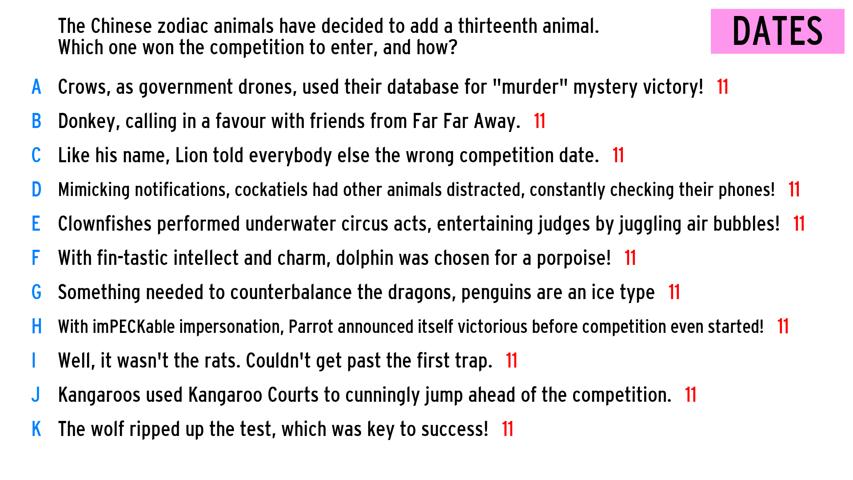 The Chinese zodiac animals have decided to add a thirteenth animal.
Which one won the competition to enter, and how?
DATES
A Crows, as government drones, used their database for "murder" mystery victory! 11
B Donkey, calling in a favour with friends from Far Far Away. 11
C Like his name, Lion told everybody else the wrong competition date. 11
D Mimicking notifications, cockatiels had other animals distracted, constantly checking their phones! 11
E Clownfishes performed underwater circus acts, entertaining judges by juggling air bubbles! 11
F With fin-tastic intellect and charm, dolphin was chosen for a porpoise! 11
G Something needed to counterbalance the dragons, penguins are an ice type 11
H With imPECKable impersonation, Parrot announced itself victorious before competition even started! 11
I Well, it wasn't the rats. Couldn't get past the first trap. 11
J Kangaroos used Kangaroo Courts to cunningly jump ahead of the competition. 11
K The wolf ripped up the test, which was key to success! 11